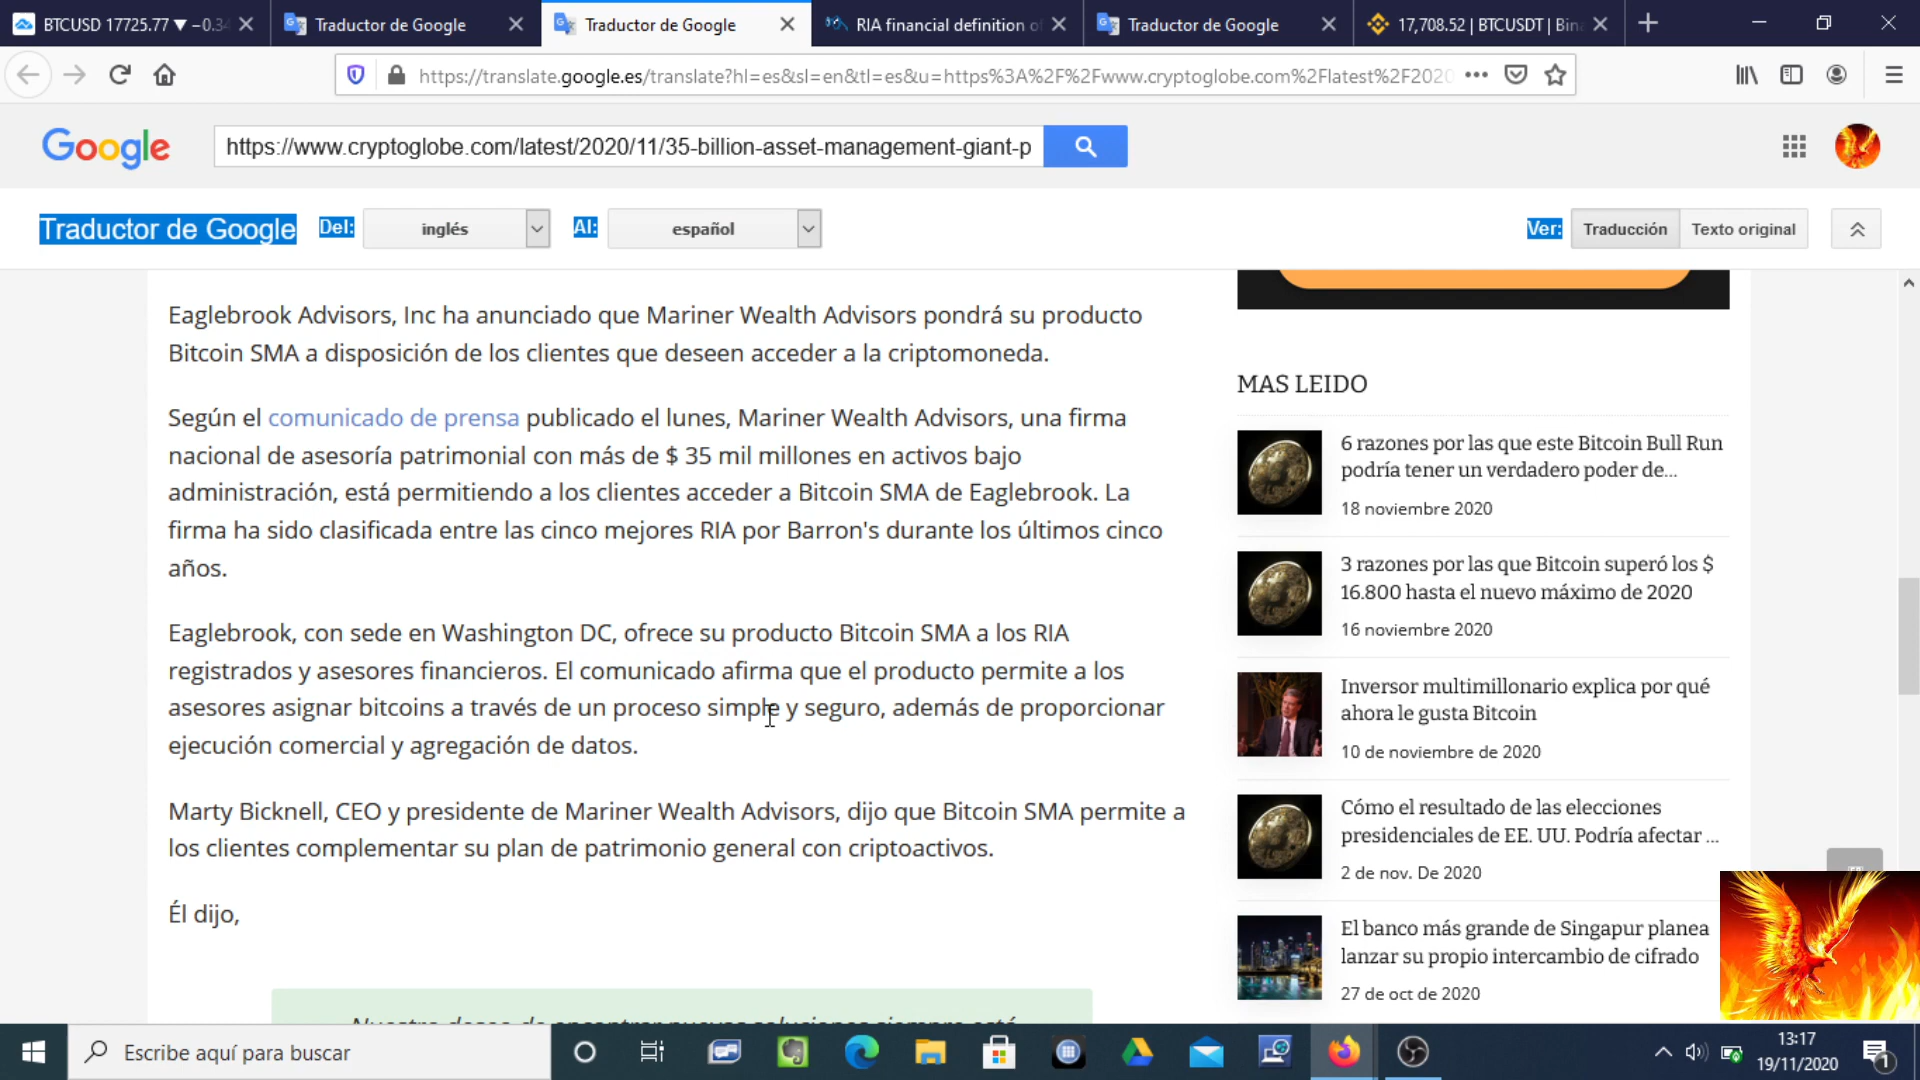 BTCUSD 17725.77 ▼ −0.34
Traductor de Google
Traductor de Google
RIA financial definition of
Traductor de Google
17,708.52 | BTCUSDT | Bin
https://translate.google.es/translate?hl=es&sl=en&tl=es&u=https%3A%2F%2Fwww.cryptoglobe.com%2Flatest%2F2020
Google
https://www.cryptoglobe.com/latest/2020/11/35-billion-asset-management-giant-p
Traductor de Google Del: inglés Al: español Ver: Traducción Texto original
Eaglebrook Advisors, Inc ha anunciado que Mariner Wealth Advisors pondrá su producto
Bitcoin SMA a disposición de los clientes que deseen acceder a la criptomoneda.
Según el comunicado de prensa publicado el lunes, Mariner Wealth Advisors, una firma
nacional de asesoría patrimonial con más de $ 35 mil millones en activos bajo
administración, está permitiendo a los clientes acceder a Bitcoin SMA de Eaglebrook. La
firma ha sido clasificada entre las cinco mejores RIA por Barron's durante los últimos cinco
años.
Eaglebrook, con sede en Washington DC, ofrece su producto Bitcoin SMA a los RIA
registrados y asesores financieros. El comunicado afirma que el producto permite a los
asesores asignar bitcoins a través de un proceso simple y seguro, además de proporcionar
ejecución comercial y agregación de datos.
Marty Bicknell, CEO y presidente de Mariner Wealth Advisors, dijo que Bitcoin SMA permite a
los clientes complementar su plan de patrimonio general con criptoactivos.
Él dijo,
Nuestro deseo de encontrar nuevas soluciones siempre está
MAS LEIDO
6 razones por las que este Bitcoin Bull Run
podría tener un verdadero poder de...
18 noviembre 2020
3 razones por las que Bitcoin superó los $
16.800 hasta el nuevo máximo de 2020
16 noviembre 2020
Inversor multimillonario explica por qué
ahora le gusta Bitcoin
10 de noviembre de 2020
Cómo el resultado de las elecciones
presidenciales de EE. UU. Podría afectar ...
2 de nov. De 2020
El banco más grande de Singapur planea
lanzar su propio intercambio de cifrado
27 de oct de 2020
Escribe aquí para buscar
13:17
19/11/2020
1